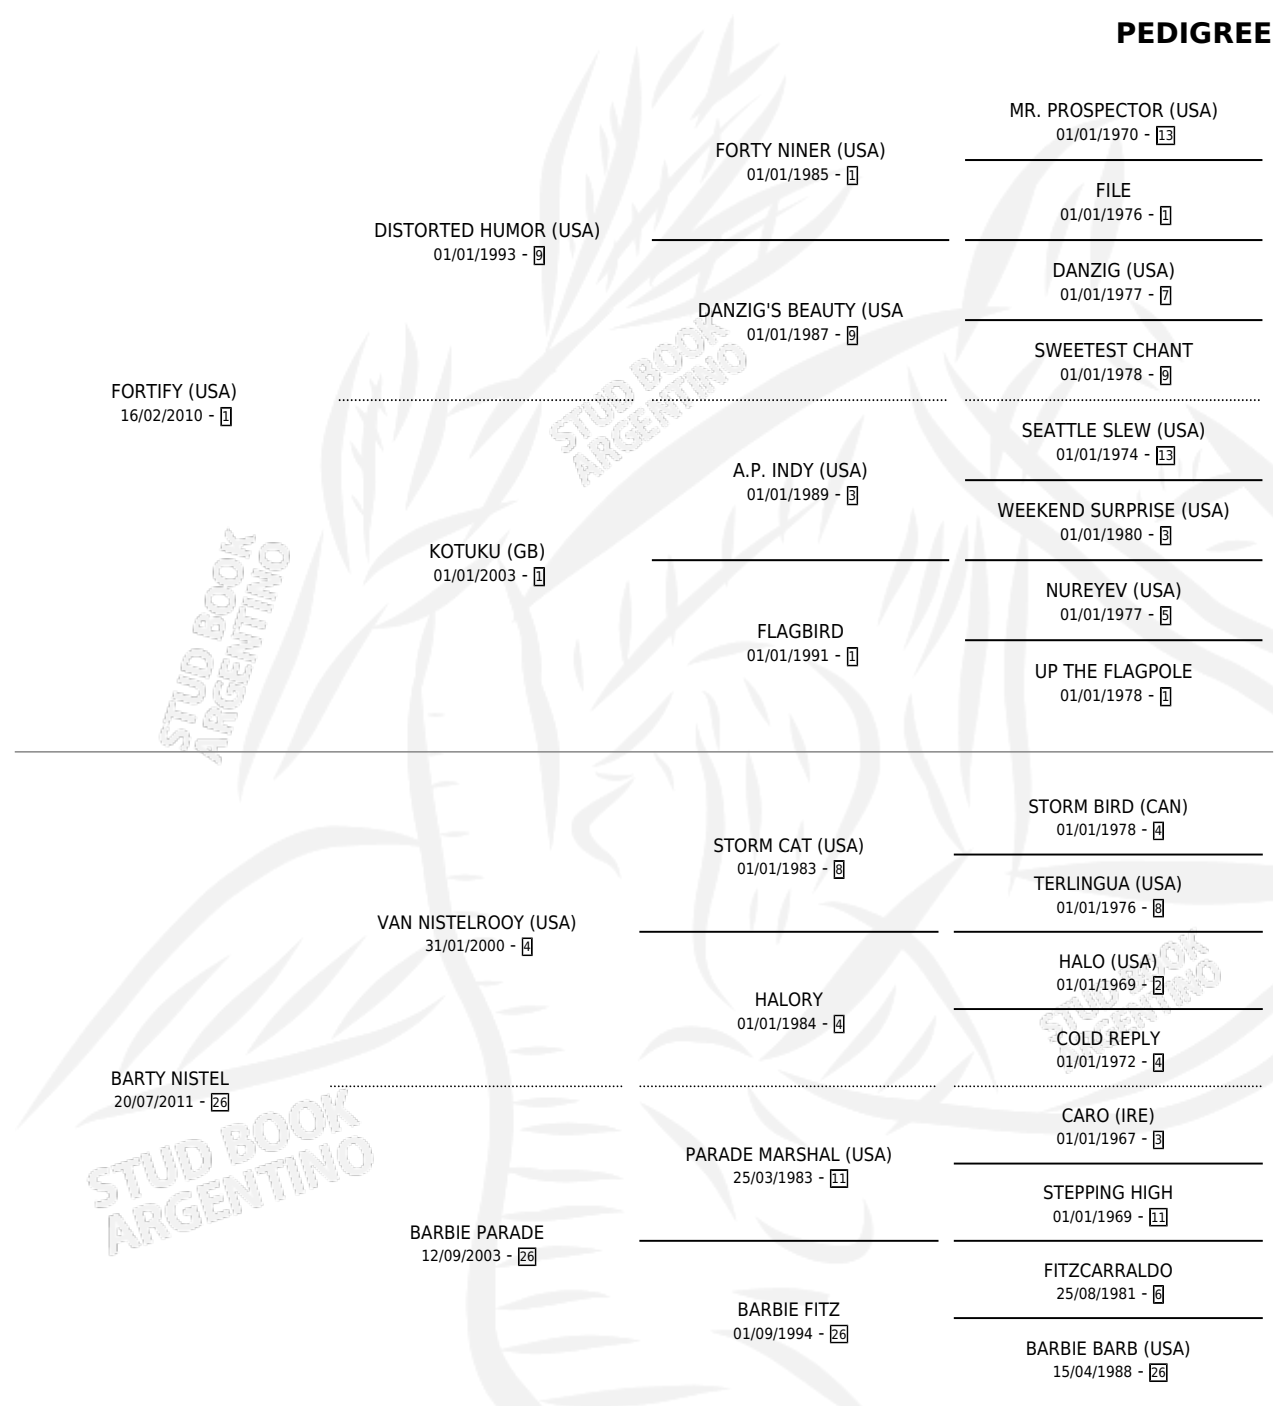 PEDIGREE
MR. PROSPECTOR (USA)
01/01/1970 - 13
FORTY NINER (USA)
01/01/1985 - 1
FILE
01/01/1976 - 1
DISTORTED HUMOR (USA)
01/01/1993 - 9
DANZIG (USA)
01/01/1977 - 7
DANZIG'S BEAUTY (USA
01/01/1987 - 9
SWEETEST CHANT
01/01/1978 - 9
FORTIFY (USA)
16/02/2010 - 1
SEATTLE SLEW (USA)
01/01/1974 - 13
A.P. INDY (USA)
01/01/1989 - 3
WEEKEND SURPRISE (USA)
01/01/1980 - 3
KOTUKU (GB)
01/01/2003 - 1
NUREYEV (USA)
01/01/1977 - 5
FLAGBIRD
01/01/1991 - 1
UP THE FLAGPOLE
01/01/1978 - 1
STORM BIRD (CAN)
01/01/1978 - 4
STORM CAT (USA)
01/01/1983 - 8
TERLINGUA (USA)
01/01/1976 - 8
VAN NISTELROOY (USA)
31/01/2000 - 4
HALO (USA)
01/01/1969 - 2
HALORY
01/01/1984 - 4
COLD REPLY
01/01/1972 - 4
BARTY NISTEL
20/07/2011 - 26
CARO (IRE)
01/01/1967 - 3
PARADE MARSHAL (USA)
25/03/1983 - 11
STEPPING HIGH
01/01/1969 - 11
BARBIE PARADE
12/09/2003 - 26
FITZCARRALDO
25/08/1981 - 6
BARBIE FITZ
01/09/1994 - 26
BARBIE BARB (USA)
15/04/1988 - 26
STUD BOOK
ARGENTINO
STUD BOOK
ARGENTINO
STUD BOOK
ARGENTINO
STUD BOOK
ARGENTINO